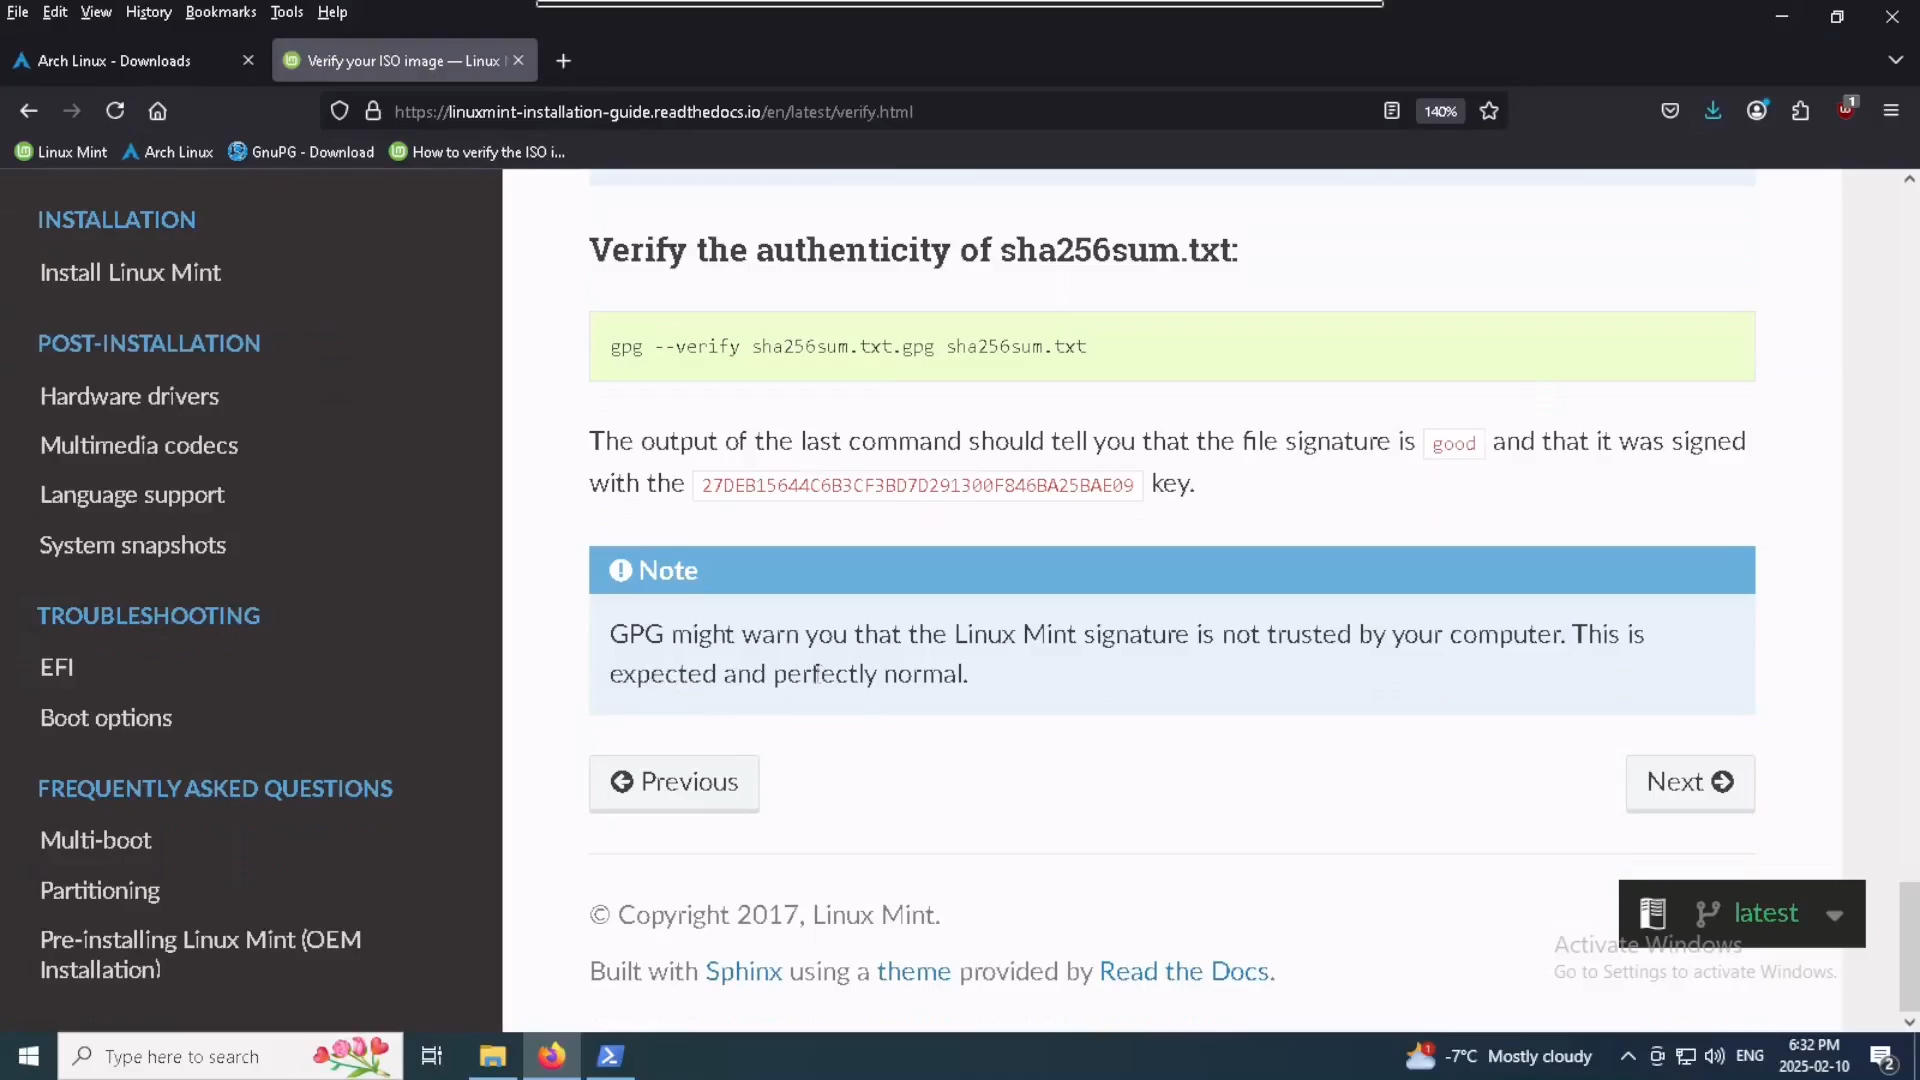 File Edit View History Bookmarks Tools Help
Arch Linux - Downloads
Verify your ISO image — Linux
https://linuxmint-installation-guide.readthedocs.io/en/latest/verify.html
140%
1
Linux Mint
Arch Linux
GnuPG - Download
How to verify the ISO i...
INSTALLATION
Install Linux Mint
POST-INSTALLATION
Hardware drivers
Multimedia codecs
Language support
System snapshots
TROUBLESHOOTING
EFI
Boot options
FREQUENTLY ASKED QUESTIONS
Multi-boot
Partitioning
Pre-installing Linux Mint (OEM
Installation)
Verify the authenticity of sha256sum.txt:
gpg --verify sha256sum.txt.gpg sha256sum.txt
The output of the last command should tell you that the file signature is good and that it was signed
with the 27DEB15644C6B3CF3BD7D291300F846BA25BAE09 key.
Note
GPG might warn you that the Linux Mint signature is not trusted by your computer. This is
expected and perfectly normal.
Previous
Next
© Copyright 2017, Linux Mint.
Built with Sphinx using a theme provided by Read the Docs.
latest
Activate Windows
Go to Settings to activate Windows.
Type here to search
1
-7°C Mostly cloudy
ENG
6:32 PM
2025-02-10
2